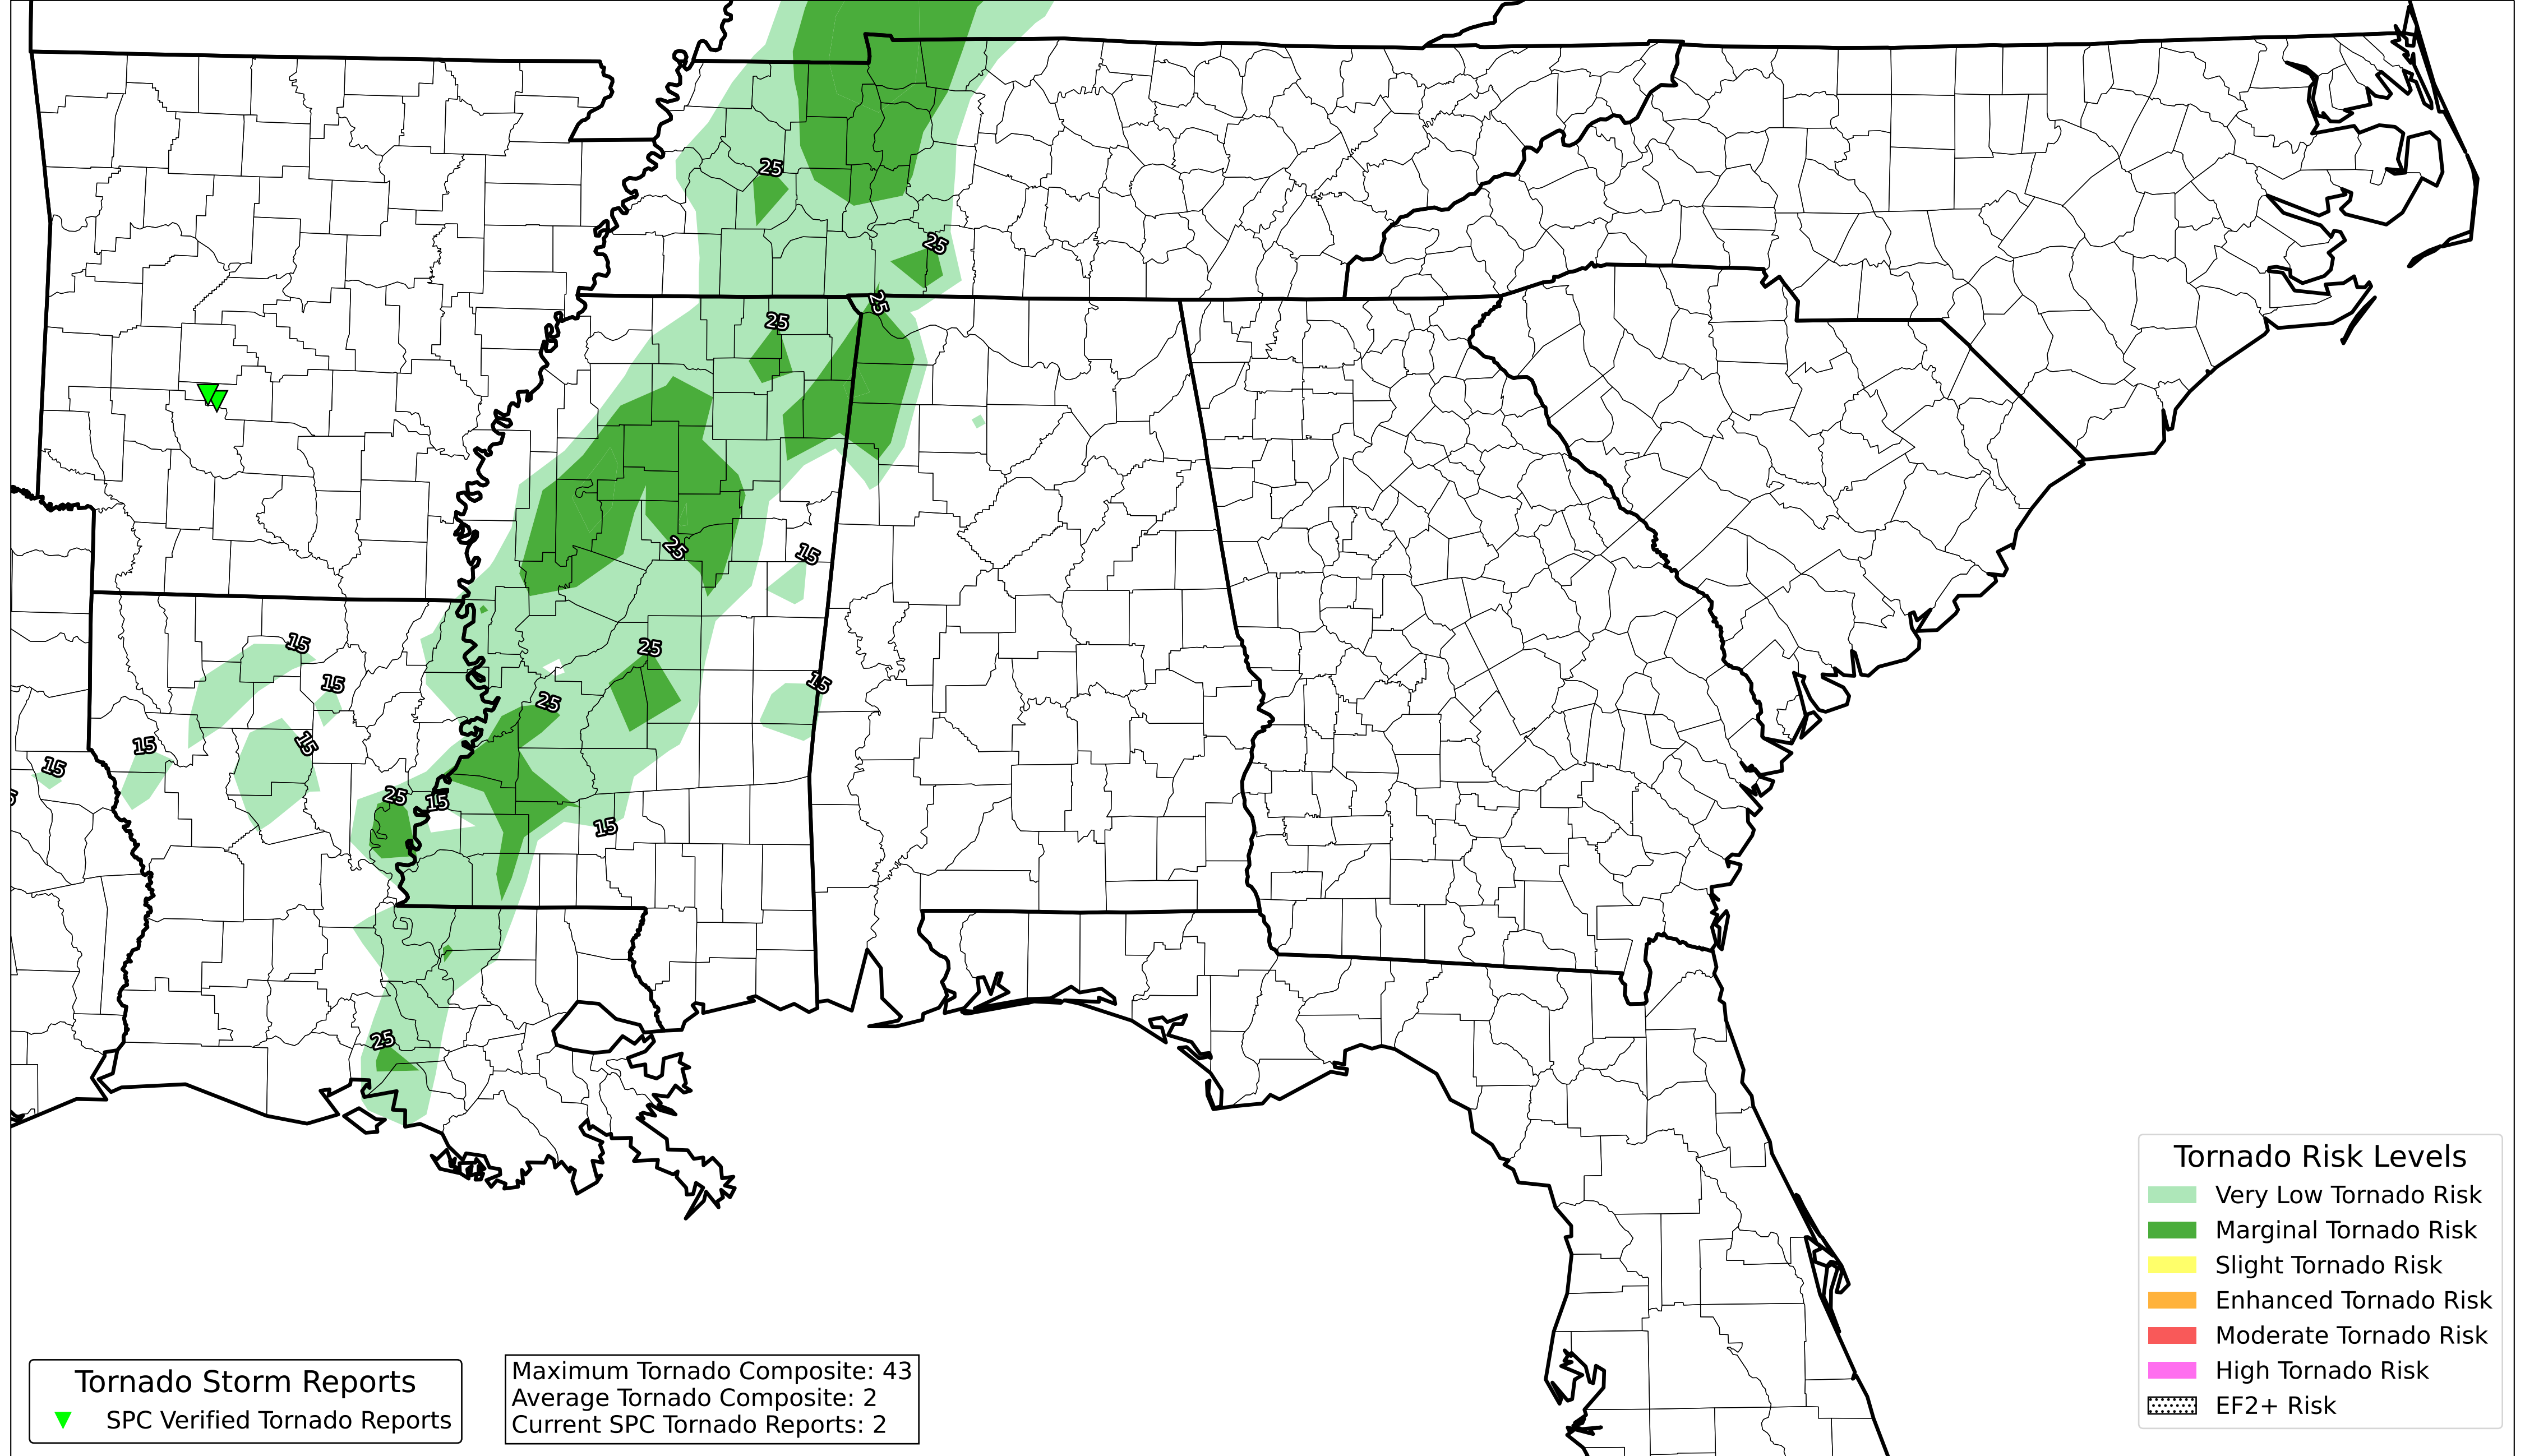 25
25
25
25
25
15
15
25
15
15
25
15
15
15
25
15
15
25
Tornado Risk Levels
Very Low Tornado Risk
Marginal Tornado Risk
Slight Tornado Risk
Enhanced Tornado Risk
Moderate Tornado Risk
High Tornado Risk
EF2+ Risk
Tornado Storm Reports
SPC Verified Tornado Reports
Maximum Tornado Composite: 43
Average Tornado Composite: 2
Current SPC Tornado Reports: 2